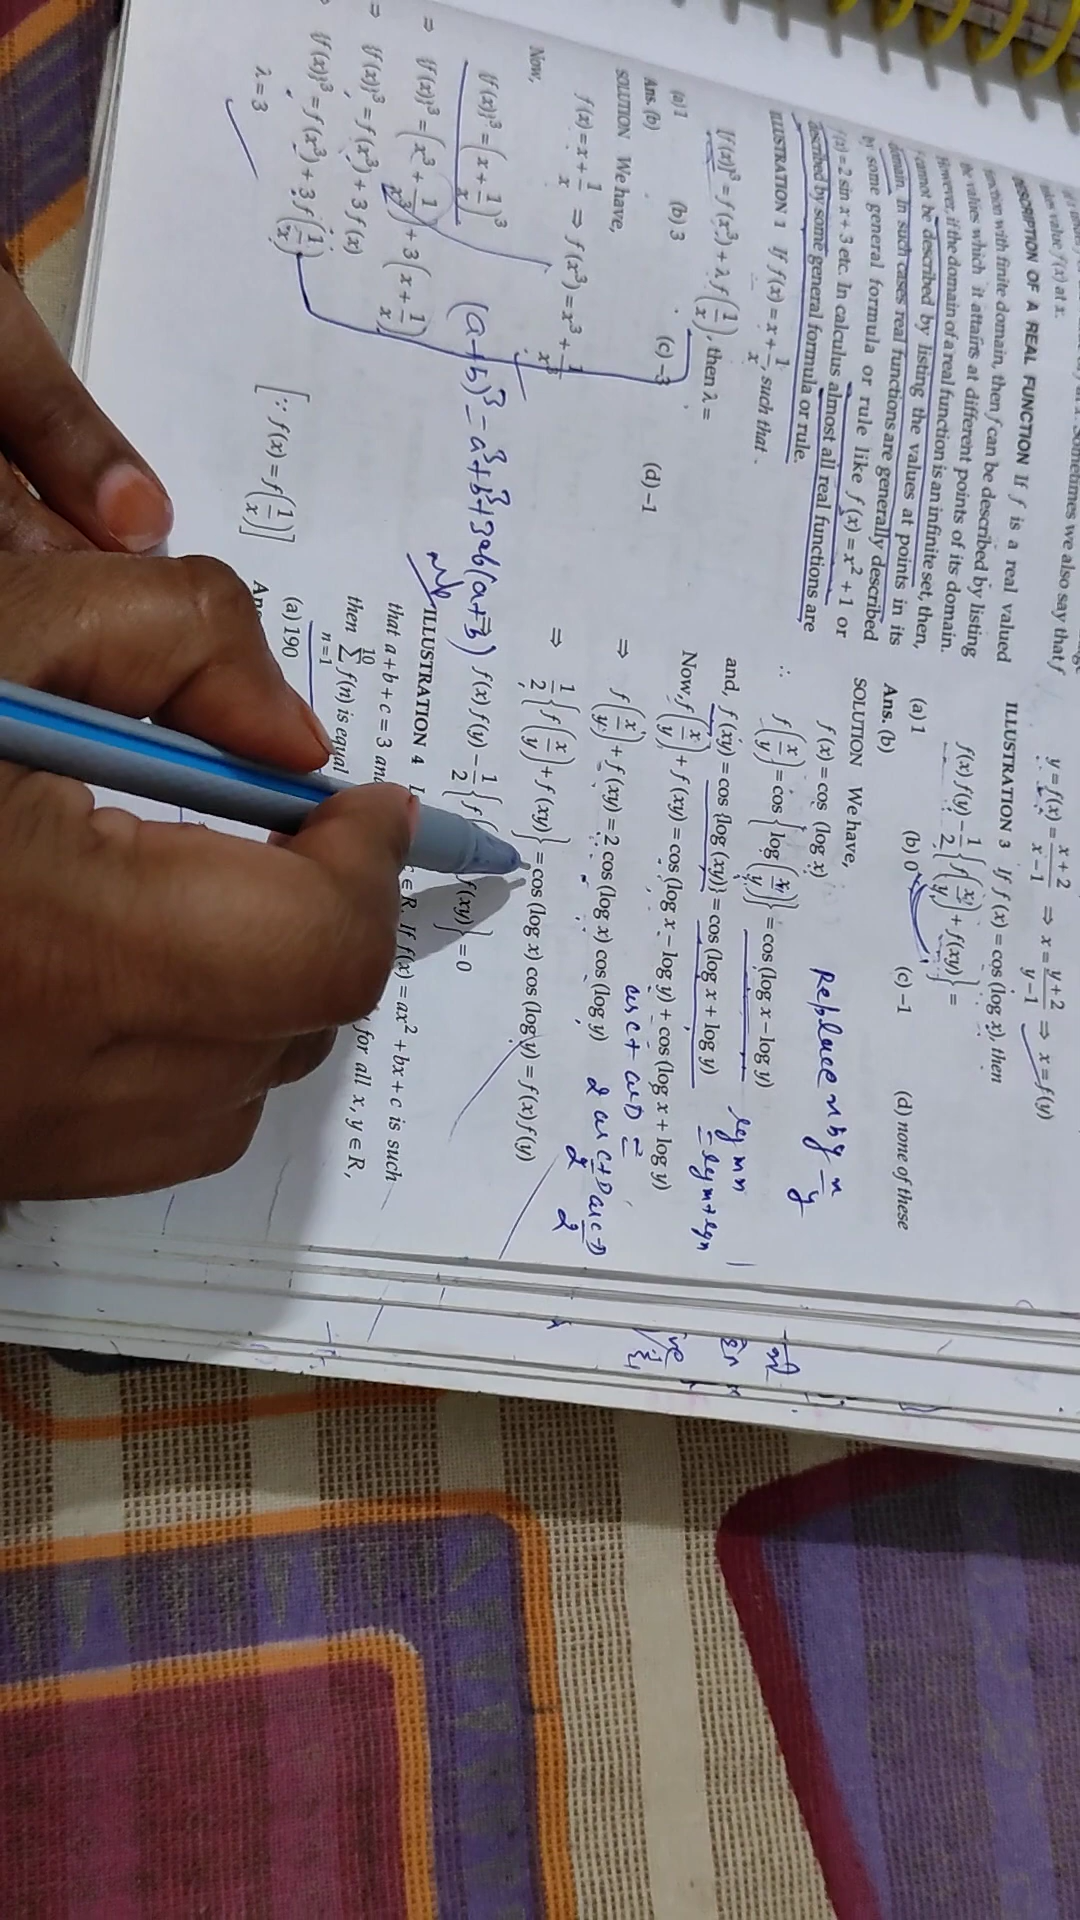 also value f(x) at x.
DESCRIPTION OF A REAL FUNCTION If f is a real valued
function with finite domain, then f can be described by listing
the values which it attains at different points of its domain.
However, if the domain of a real function is an infinite set, then,
f cannot be described by listing the values at points in its
domain. In such cases real functions are generally described
by some general formula or rule like f(x) = x² + 1 or
f(x) = 2 sin x + 3 etc. In calculus almost all real functions are
described by some general formula or rule.
ILLUSTRATION 1 If f(x) = x + 1/x, such that
[f(x)]³ = f(x³) + λ f(1/x), then λ =
(a) 1 (b) 3 (c) −3 (d) −1
Ans. (b)
SOLUTION We have,
f(x) = x + 1/x ⇒ f(x³) = x³ + 1/x³
Now,
{f(x)}³ = (x + 1/x)³
⇒ {f(x)}³ = (x³ + 1/x³) + 3(x + 1/x)
⇒ {f(x)}³ = f(x³) + 3 f(x)
{f(x)}³ = f(x³) + 3 f(1/x) [∵ f(x) = f(1/x)]
λ = 3
(a+b)³ = a³+b³+3ab(a+b)
y = f(x) = x+2/x−1 ⇒ x = y+2/y−1 ⇒ x = f(y)
ILLUSTRATION 3 If f(x) = cos (log x), then
f(x) f(y) − 1/2 {f(x/y) + f(xy)} =
(a) 1 (b) 0 (c) −1 (d) none of these
Ans. (b)
SOLUTION We have,
f(x) = cos (log x)
Replace x by x/y
∴ f(x/y) = cos {log (x/y)} = cos (log x − log y)
log mn
= log m + log n
and, f(xy) = cos {log (xy)} = cos (log x + log y)
Now, f(x/y) + f(xy) = cos (log x − log y) + cos (log x + log y)
cos C + cos D =
2 cos C+D/2 cos C−D/2
⇒ f(x/y) + f(xy) = 2 cos (log x) cos (log y)
⇒ 1/2 {f(x/y) + f(xy)} = cos (log x) cos (log y) = f(x) f(y)
f(x) f(y) − 1/2 {f f(xy)} = 0
ILLUSTRATION 4 ∈ R. If f(x) = ax² + bx + c is such
that a + b + c = 3 and for all x, y ∈ R,
then 10 ∑ n=1 f(n) is equal
(a) 190